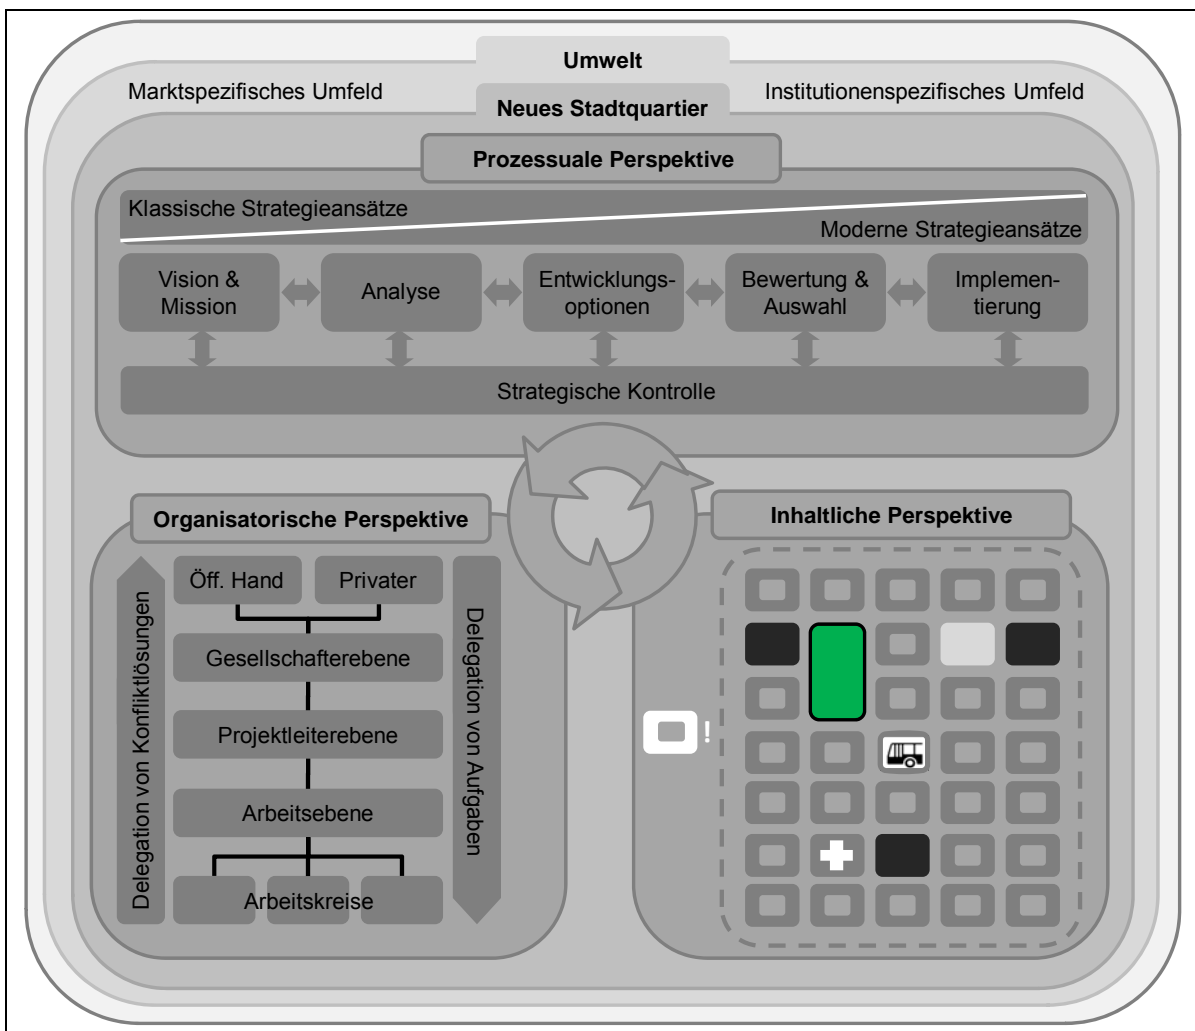 Umwelt
Marktspezifisches Umfeld
Institutionenspezifisches Umfeld
Neues Stadtquartier
Prozessuale Perspektive
Klassische Strategieansätze
Moderne Strategieansätze
Vision &
Mission
Analyse
Entwicklungs-
optionen
Bewertung &
Auswahl
Implemen-
tierung
Strategische Kontrolle
Organisatorische Perspektive
Delegation von Konfliktlösungen
Öff. Hand
Privater
Gesellschafterebene
Projektleiterebene
Arbeitsebene
Arbeitskreise
Delegation von Aufgaben
Inhaltliche Perspektive
!